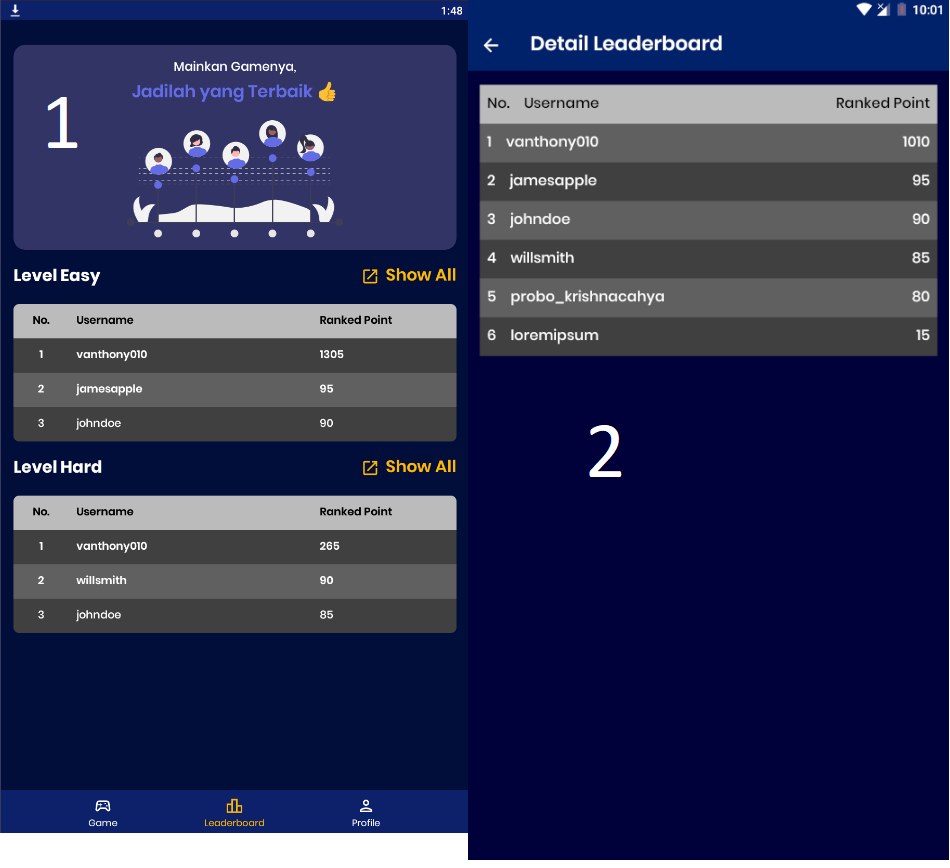 1:48
Mainkan Gamenya,
Jadilah yang Terbaik 👍
1
Level Easy Show All
No. Username Ranked Point
1 vanthony010 1305
2 jamesapple 95
3 johndoe 90
Level Hard Show All
No. Username Ranked Point
1 vanthony010 265
2 willsmith 90
3 johndoe 85
Game Leaderboard Profile
10:01
Detail Leaderboard
No. Username Ranked Point
1 vanthony010 1010
2 jamesapple 95
3 johndoe 90
4 willsmith 85
5 probo_krishnacahya 80
6 loremipsum 15
2